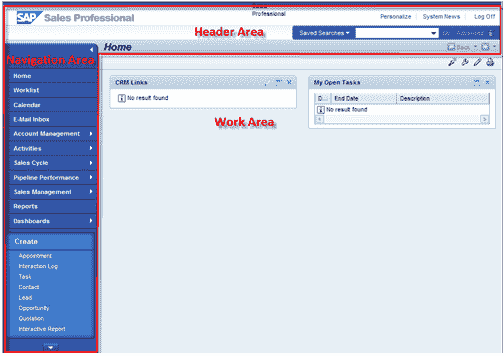 SAP Sales Professional
Professional
Personalize System News Log Off
Header Area
Saved Searches Advanced
Home Back
Navigation Area
Home
Worklist
Calendar
E-Mail Inbox
Account Management
Activities
Sales Cycle
Pipeline Performance
Sales Management
Reports
Dashboards
Create
Appointment
Interaction Log
Task
Contact
Lead
Opportunity
Quotation
Interactive Report
CRM Links
No result found
Work Area
My Open Tasks
D... End Date Description
No result found